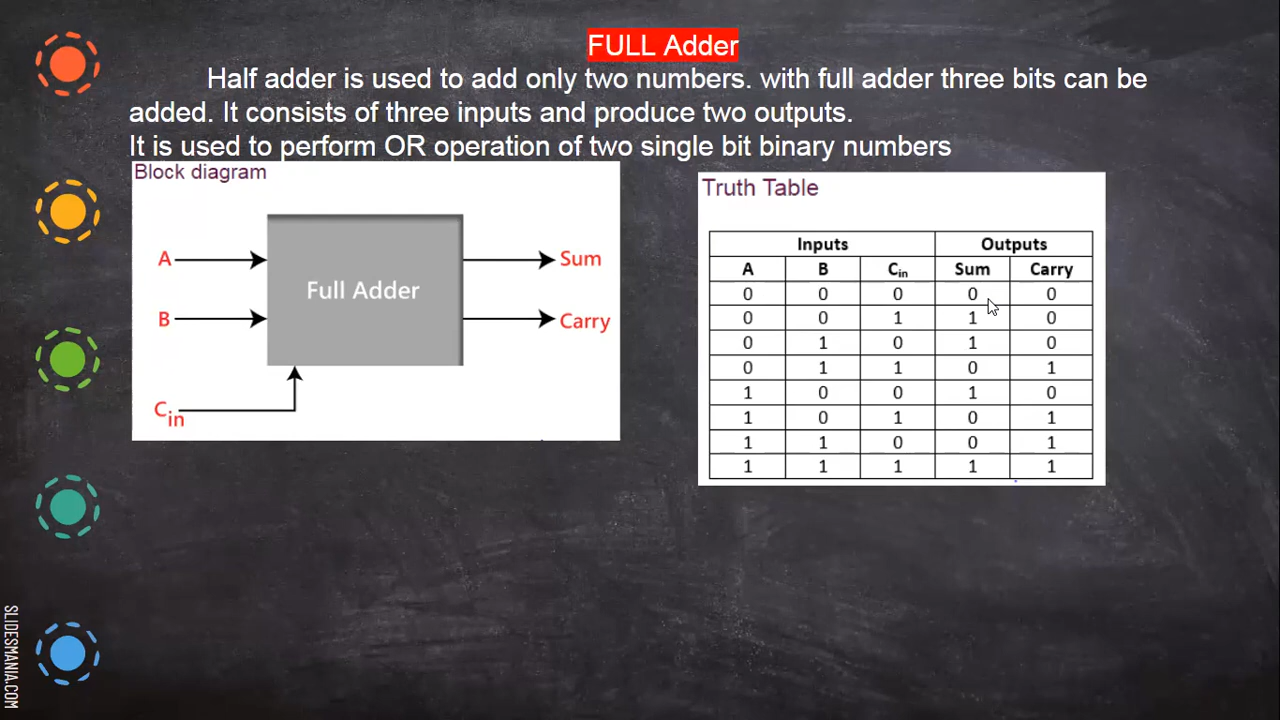 FULL Adder
Half adder is used to add only two numbers. with full adder three bits can be
added. It consists of three inputs and produce two outputs.
It is used to perform OR operation of two single bit binary numbers
Block diagram
A
B
Cin
Full Adder
Sum
Carry
Truth Table
Inputs Outputs
A B Cin Sum Carry
0 0 0 0 0
0 0 1 1 0
0 1 0 1 0
0 1 1 0 1
1 0 0 1 0
1 0 1 0 1
1 1 0 0 1
1 1 1 1 1
SLIDESMANIA.COM